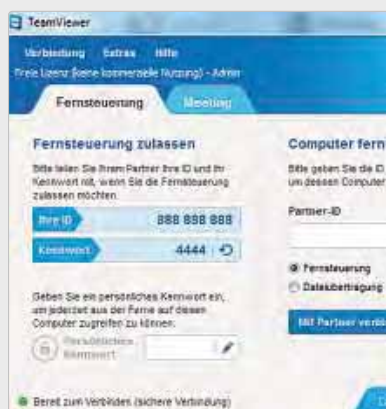 TeamViewer
Verbindung Extras Hilfe
Freie Lizenz (keine kommerzielle Nutzung) - Admin
Fernsteuerung Meeting
Fernsteuerung zulassen
Bitte teilen Sie Ihrem Partner Ihre ID und Ihr
Kennwort mit, wenn Sie die Fernsteuerung
zulassen möchten.
Ihre ID 888 888 888
Kennwort 4444
Geben Sie ein persönliches Kennwort ein,
um jederzeit aus der Ferne auf diesen
Computer zugreifen zu können.
Persönliches
Kennwort
Bereit zum Verbinden (sichere Verbindung)
Computer fern
Bitte geben Sie die ID
um dessen Computer
Partner-ID
Fernsteuerung
Dateiübertragung
Mit Partner verbi